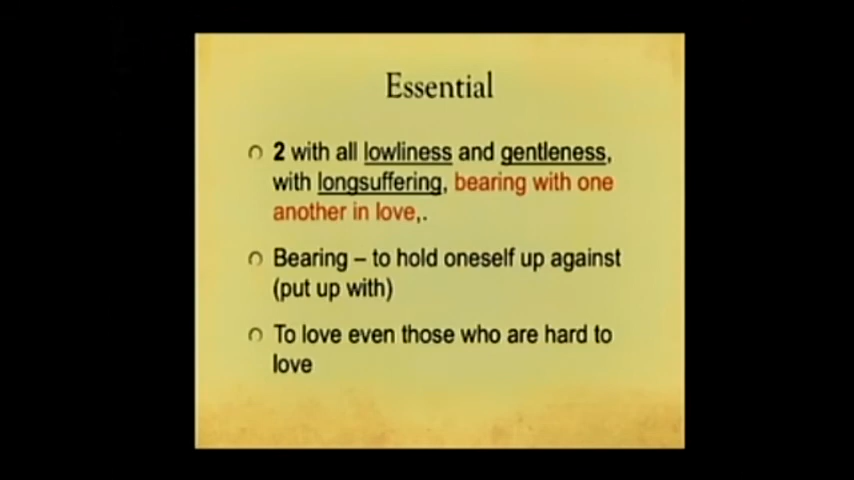 Essential
2 with all lowliness and gentleness,
with longsuffering, bearing with one
another in love,.
Bearing – to hold oneself up against
(put up with)
To love even those who are hard to
love